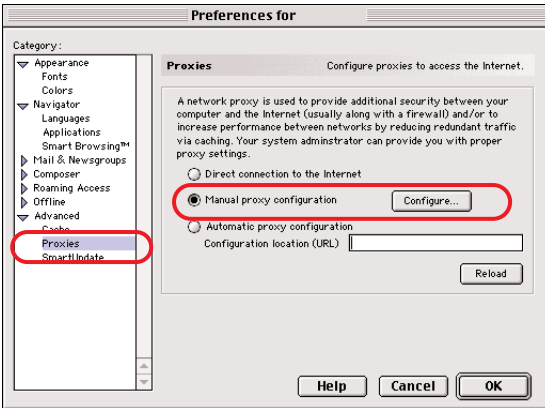 Preferences for
Category:
Appearance
Fonts
Colors
Navigator
Languages
Applications
Smart Browsing™
Mail & Newsgroups
Composer
Roaming Access
Offline
Advanced
Cache
Proxies
SmartUpdate
Proxies
Configure proxies to access the Internet.
A network proxy is used to provide additional security between your
computer and the Internet (usually along with a firewall) and/or to
increase performance between networks by reducing redundant traffic
via caching. Your system adminstrator can provide you with proper
proxy settings.
Direct connection to the Internet
Manual proxy configuration
Configure...
Automatic proxy configuration
Configuration location (URL)
Reload
Help
Cancel
OK